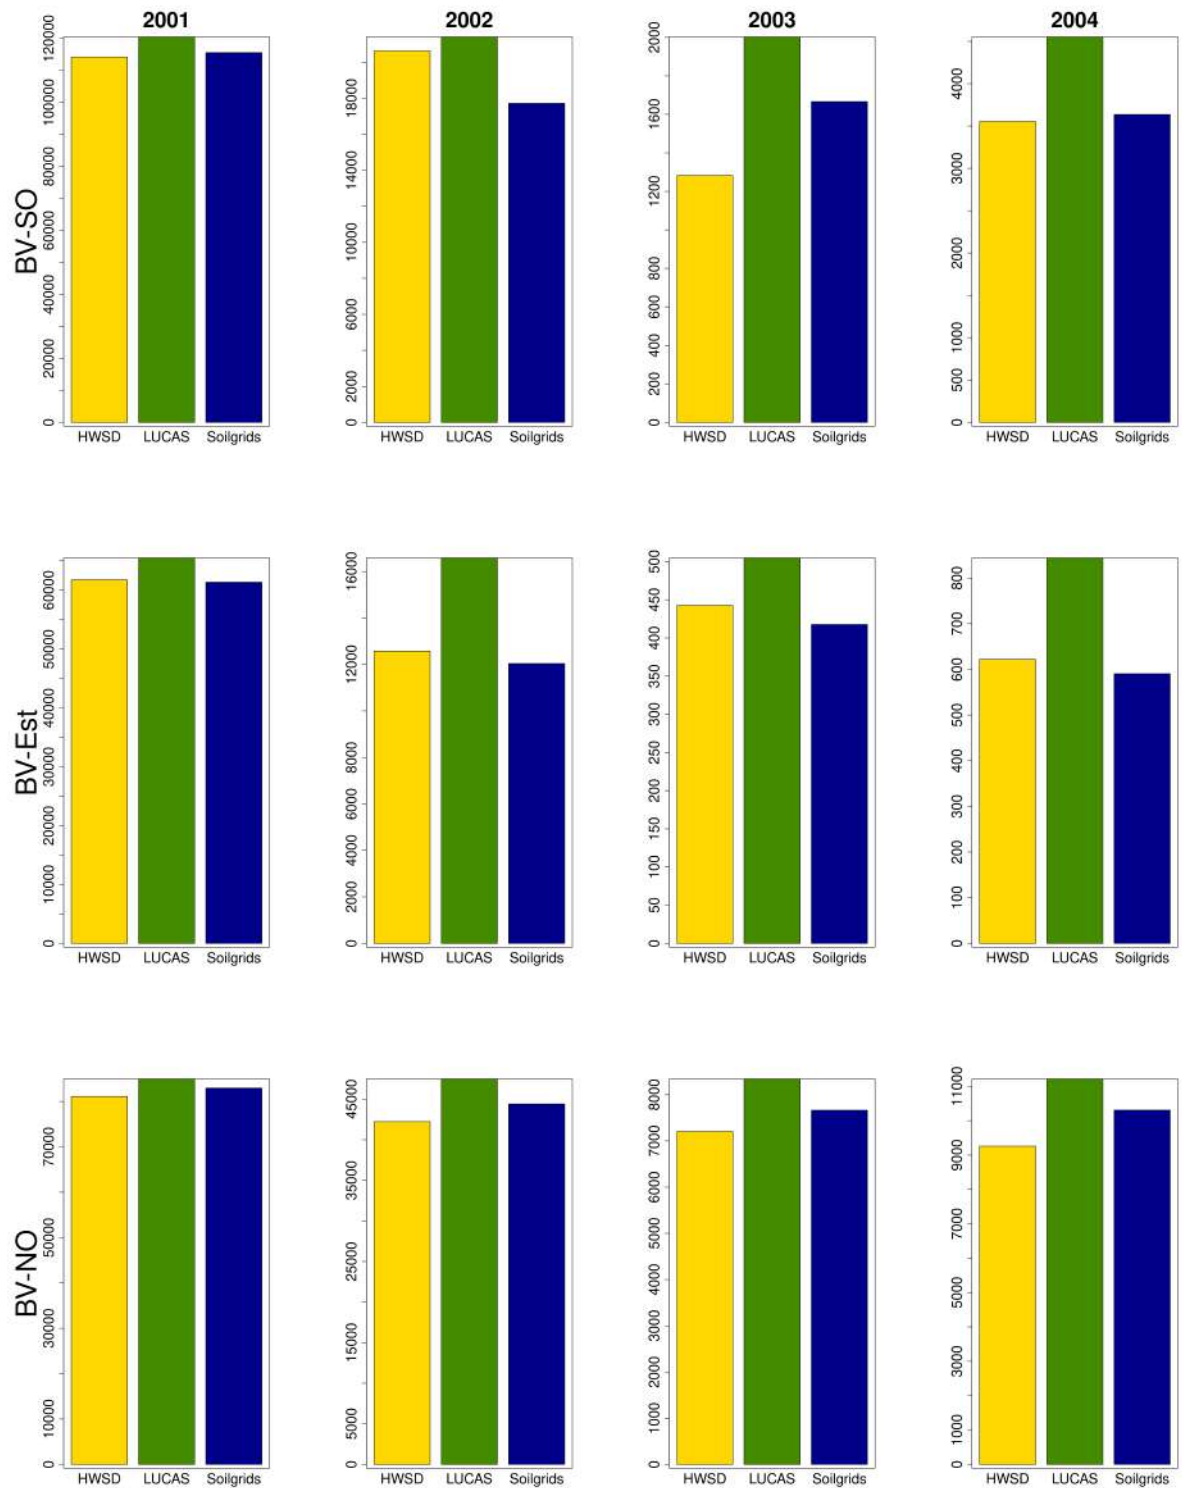 2001 2002 2003 2004
BV-SO
0 20000 40000 60000 80000 100000 120000
HWSD LUCAS Soilgrids
0 2000 6000 10000 14000 18000
HWSD LUCAS Soilgrids
0 200 400 600 800 1200 1600 2000
HWSD LUCAS Soilgrids
0 500 1000 2000 3000 4000
HWSD LUCAS Soilgrids
BV-Est
0 10000 20000 30000 40000 50000 60000
HWSD LUCAS Soilgrids
0 2000 4000 6000 8000 12000 16000
HWSD LUCAS Soilgrids
0 50 100 150 200 250 300 350 400 450 500
HWSD LUCAS Soilgrids
0 100 200 300 400 500 600 700 800
HWSD LUCAS Soilgrids
BV-NO
0 10000 30000 50000 70000
HWSD LUCAS Soilgrids
0 5000 15000 25000 35000 45000
HWSD LUCAS Soilgrids
0 1000 2000 3000 4000 5000 6000 7000 8000
HWSD LUCAS Soilgrids
0 1000 3000 5000 7000 9000 11000
HWSD LUCAS Soilgrids